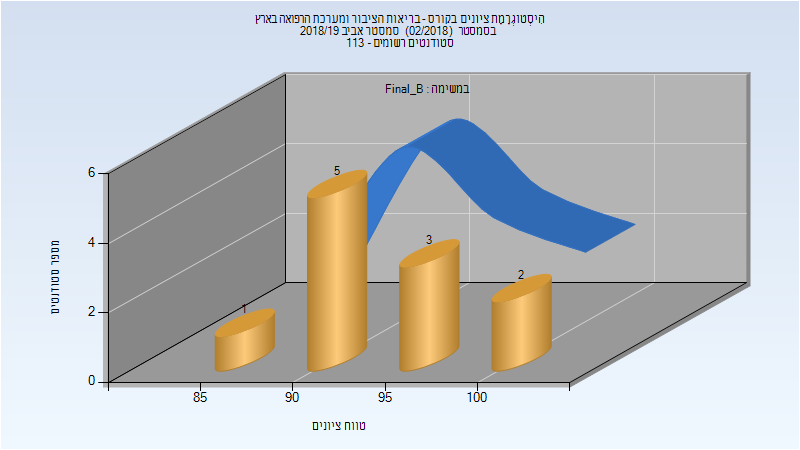 היסטוגרמת ציונים בקורס - בריאות הציבור ומערכת הרפואה בארץ
בסמסטר (02/2018) סמסטר אביב 2018/19
סטודנטים רשומים - 113
במשימה : Final_B
מספר סטודנטים
6
4
2
0
1
5
3
2
85
90
95
100
טווח ציונים